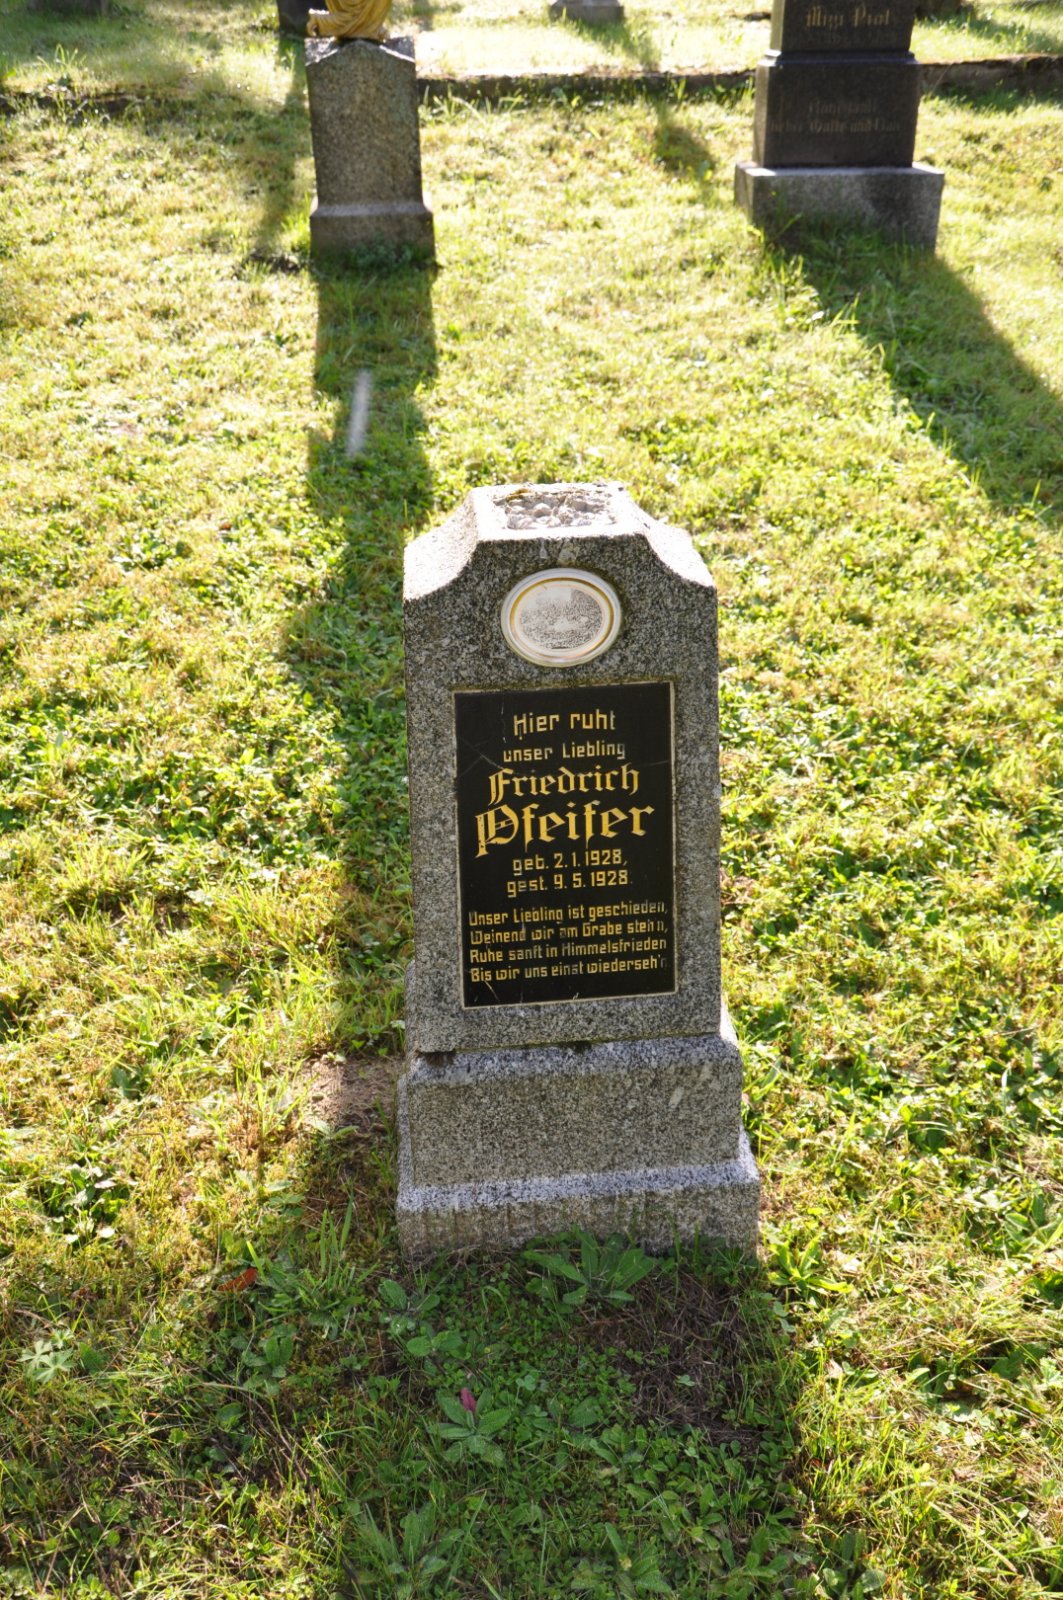 Hier ruht
unser Liebling
Friedrich
Pfeifer
geb. 2. 1. 1928,
gest. 9. 5. 1928.
Unser Liebling ist geschieden,
Weinend wir am Grabe steh'n,
Ruhe sanft in Himmelsfrieden
Bis wir uns einst wiederseh'n